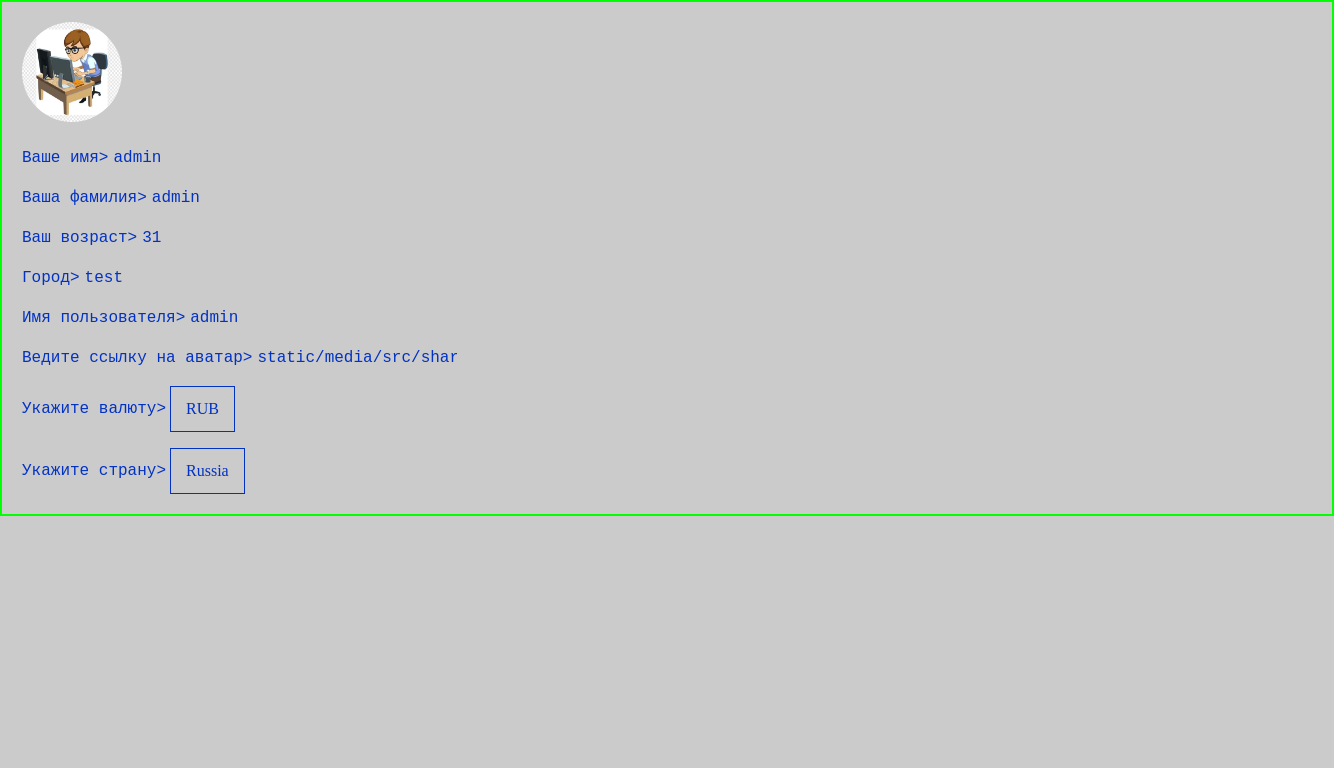 Ваше имя> admin
Ваша фамилия> admin
Ваш возраст> 31
Город> test
Имя пользователя> admin
Ведите ссылку на аватар> static/media/src/shar
Укажите валюту> RUB
Укажите страну> Russia